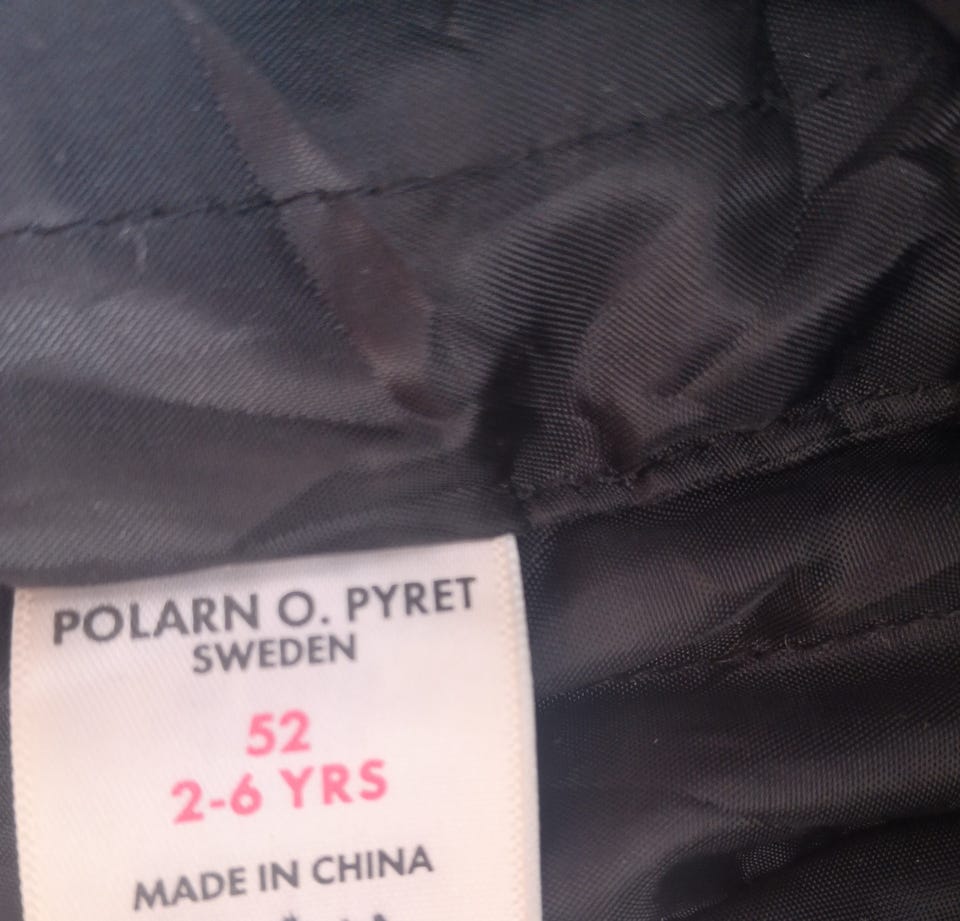 POLARN O. PYRET
SWEDEN
52
2-6 YRS
MADE IN CHINA